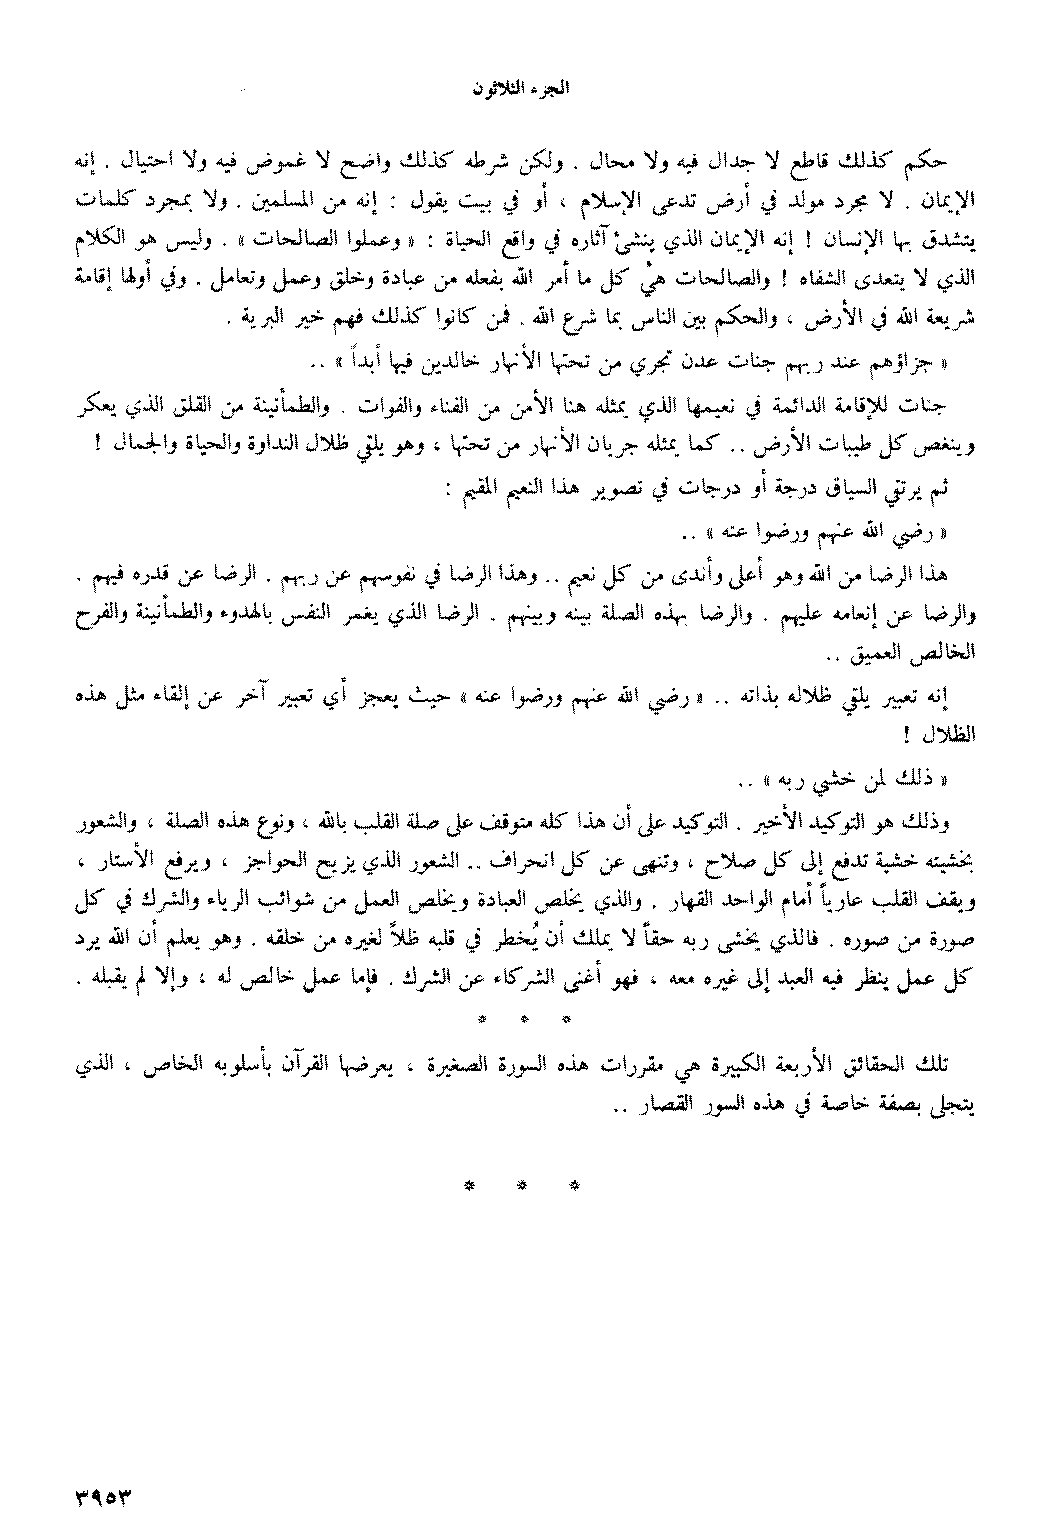 الجزء الثلاثون
حكم كذلك قاطع لا جدال فيه ولا محال . ولكن شرطه كذلك واضح لا غموض فيه ولا احتيال . إنه
الإيمان . لا مجرد مولد في أرض تدعى الإسلام ، أو في بيت يقول : إنه من المسلمين . ولا بمجرد كلمات
يتشدق بها الإنسان ! إنه الإيمان الذي ينشئ آثاره في واقع الحياة : « وعملوا الصالحات » . وليس هو الكلام
الذي لا يتعدى الشفاه ! والصالحات هي كل ما أمر الله بفعله من عبادة وخلق وعمل وتعامل . وفي أولها إقامة
شريعة الله في الأرض ، والحكم بين الناس بما شرع الله . فمن كانوا كذلك فهم خير البرية .
« جزاؤهم عند ربهم جنات عدن تجري من تحتها الأنهار خالدين فيها أبداً » ..
جنات للإقامة الدائمة في نعيمها الذي يمثله هنا الأمن من الفناء والفوات . والطمأنينة من القلق الذي يعكر
وينغص كل طيبات الأرض .. كما يمثله جريان الأنهار من تحتها ، وهو يلقي ظلال النداوة والحياة والجمال !
ثم يرتقي السياق درجة أو درجات في تصوير هذا النعيم المقيم :
« رضي الله عنهم ورضوا عنه » ..
هذا الرضا من الله وهو أعلى وأندى من كل نعيم .. وهذا الرضا في نفوسهم عن ربهم . الرضا عن قدره فيهم .
والرضا عن إنعامه عليهم . والرضا بهذه الصلة بينه وبينهم . الرضا الذي يغمر النفس بالهدوء والطمأنينة والفرح
الخالص العميق ..
إنه تعبير يلقي ظلاله بذاته .. « رضي الله عنهم ورضوا عنه » حيث يعجز أي تعبير آخر عن إلقاء مثل هذه
الظلال !
« ذلك لمن خشي ربه » ..
وذلك هو التوكيد الأخير . التوكيد على أن هذا كله متوقف على صلة القلب بالله ، ونوع هذه الصلة ، والشعور
بخشيته خشية تدفع إلى كل صلاح ، وتنهى عن كل انحراف .. الشعور الذي يزيح الحواجز ، ويرفع الأستار ،
ويقف القلب عارياً أمام الواحد القهار . والذي يخلص العبادة ويخلص العمل من شوائب الرياء والشرك في كل
صورة من صوره . فالذي يخشى ربه حقاً لا يملك أن يُخطر في قلبه ظلاً لغيره من خلقه . وهو يعلم أن الله يرد
كل عمل ينظر فيه العبد إلى غيره معه ، فهو أغنى الشركاء عن الشرك . فإما عمل خالص له ، وإلا لم يقبله .
* * *
تلك الحقائق الأربعة الكبيرة هي مقررات هذه السورة الصغيرة ، يعرضها القرآن بأسلوبه الخاص ، الذي
يتجلى بصفة خاصة في هذه السور القصار ..
* * *
٣٩٥٣